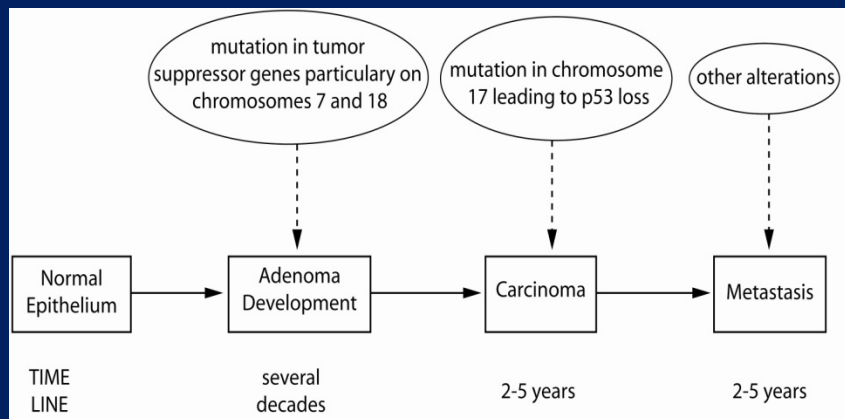 mutation in tumor
suppressor genes particulary on
chromosomes 7 and 18
mutation in chromosome
17 leading to p53 loss
other alterations
Normal
Epithelium
Adenoma
Development
Carcinoma
Metastasis
TIME
LINE
several
decades
2-5 years
2-5 years